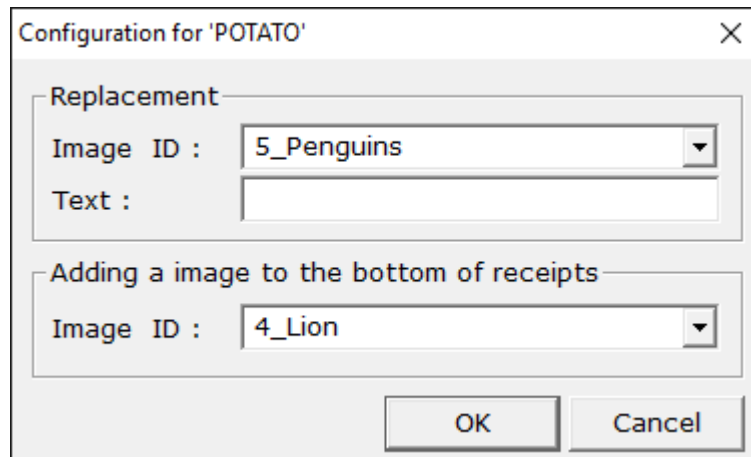 Configuration for 'POTATO'
Replacement
Image ID : 5_Penguins
Text :
Adding a image to the bottom of receipts
Image ID : 4_Lion
OK Cancel